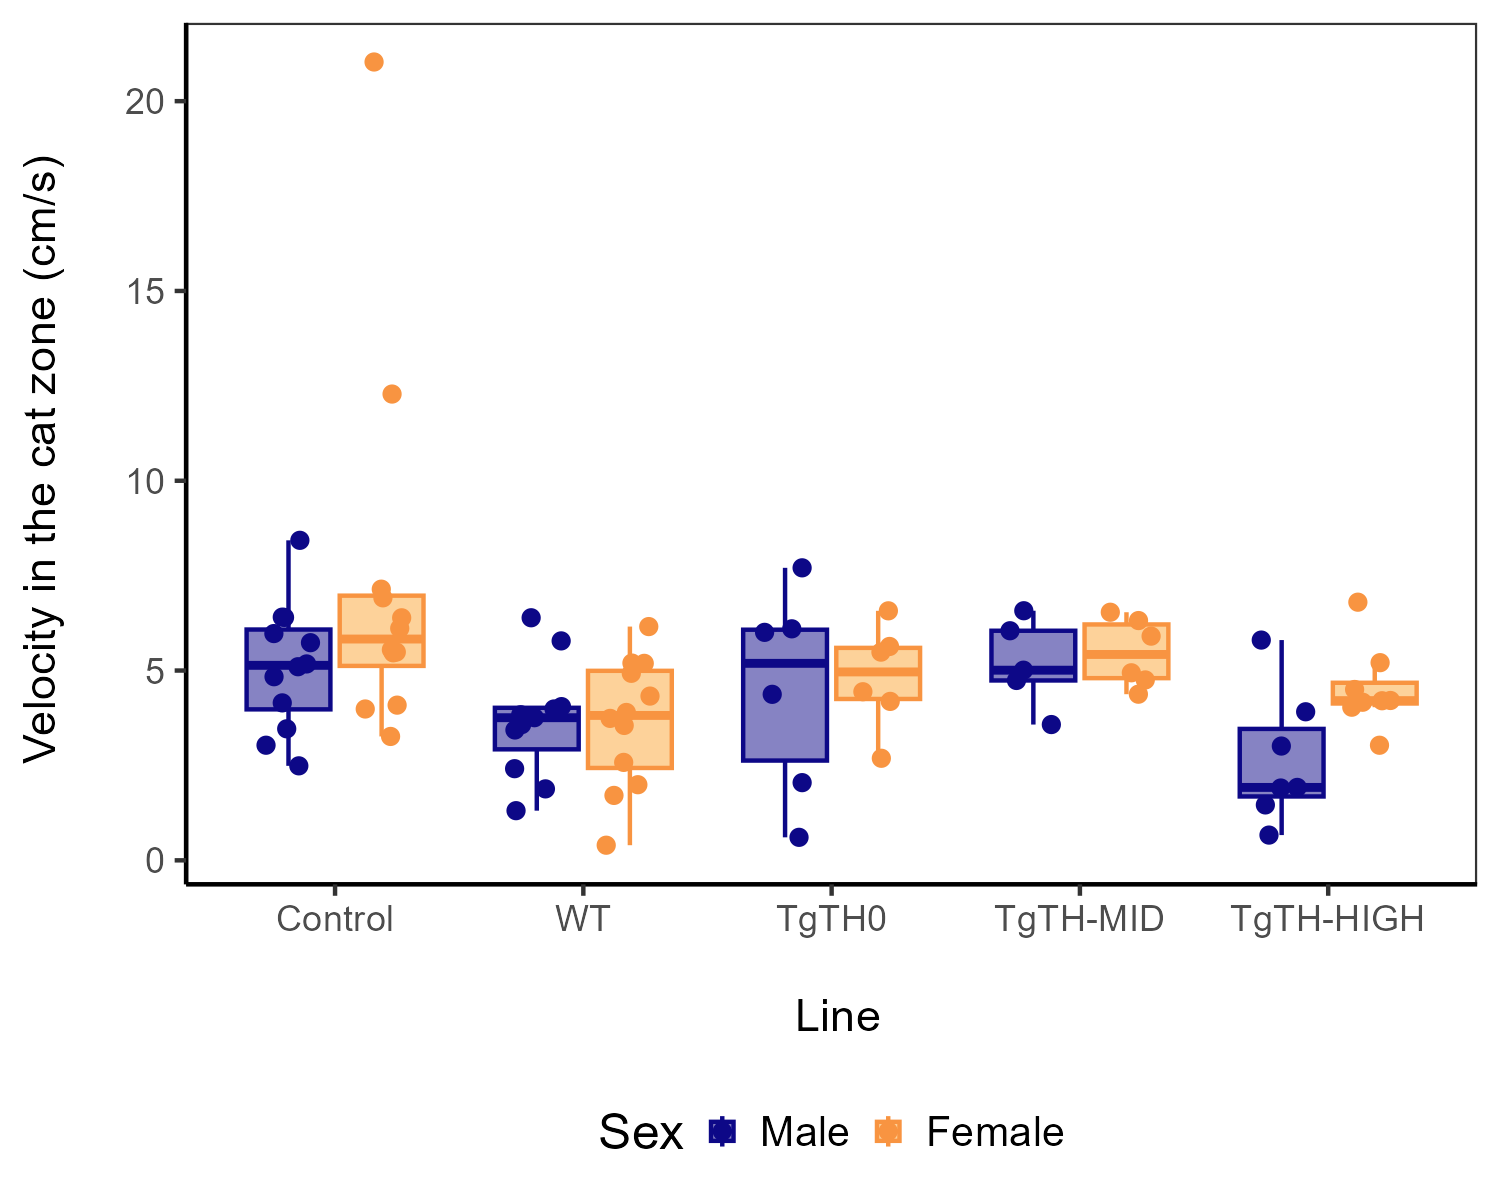 Velocity in the cat zone (cm/s)
20
15
10
5
0
Control WT TgTH0 TgTH-MID TgTH-HIGH
Line
Sex Male Female